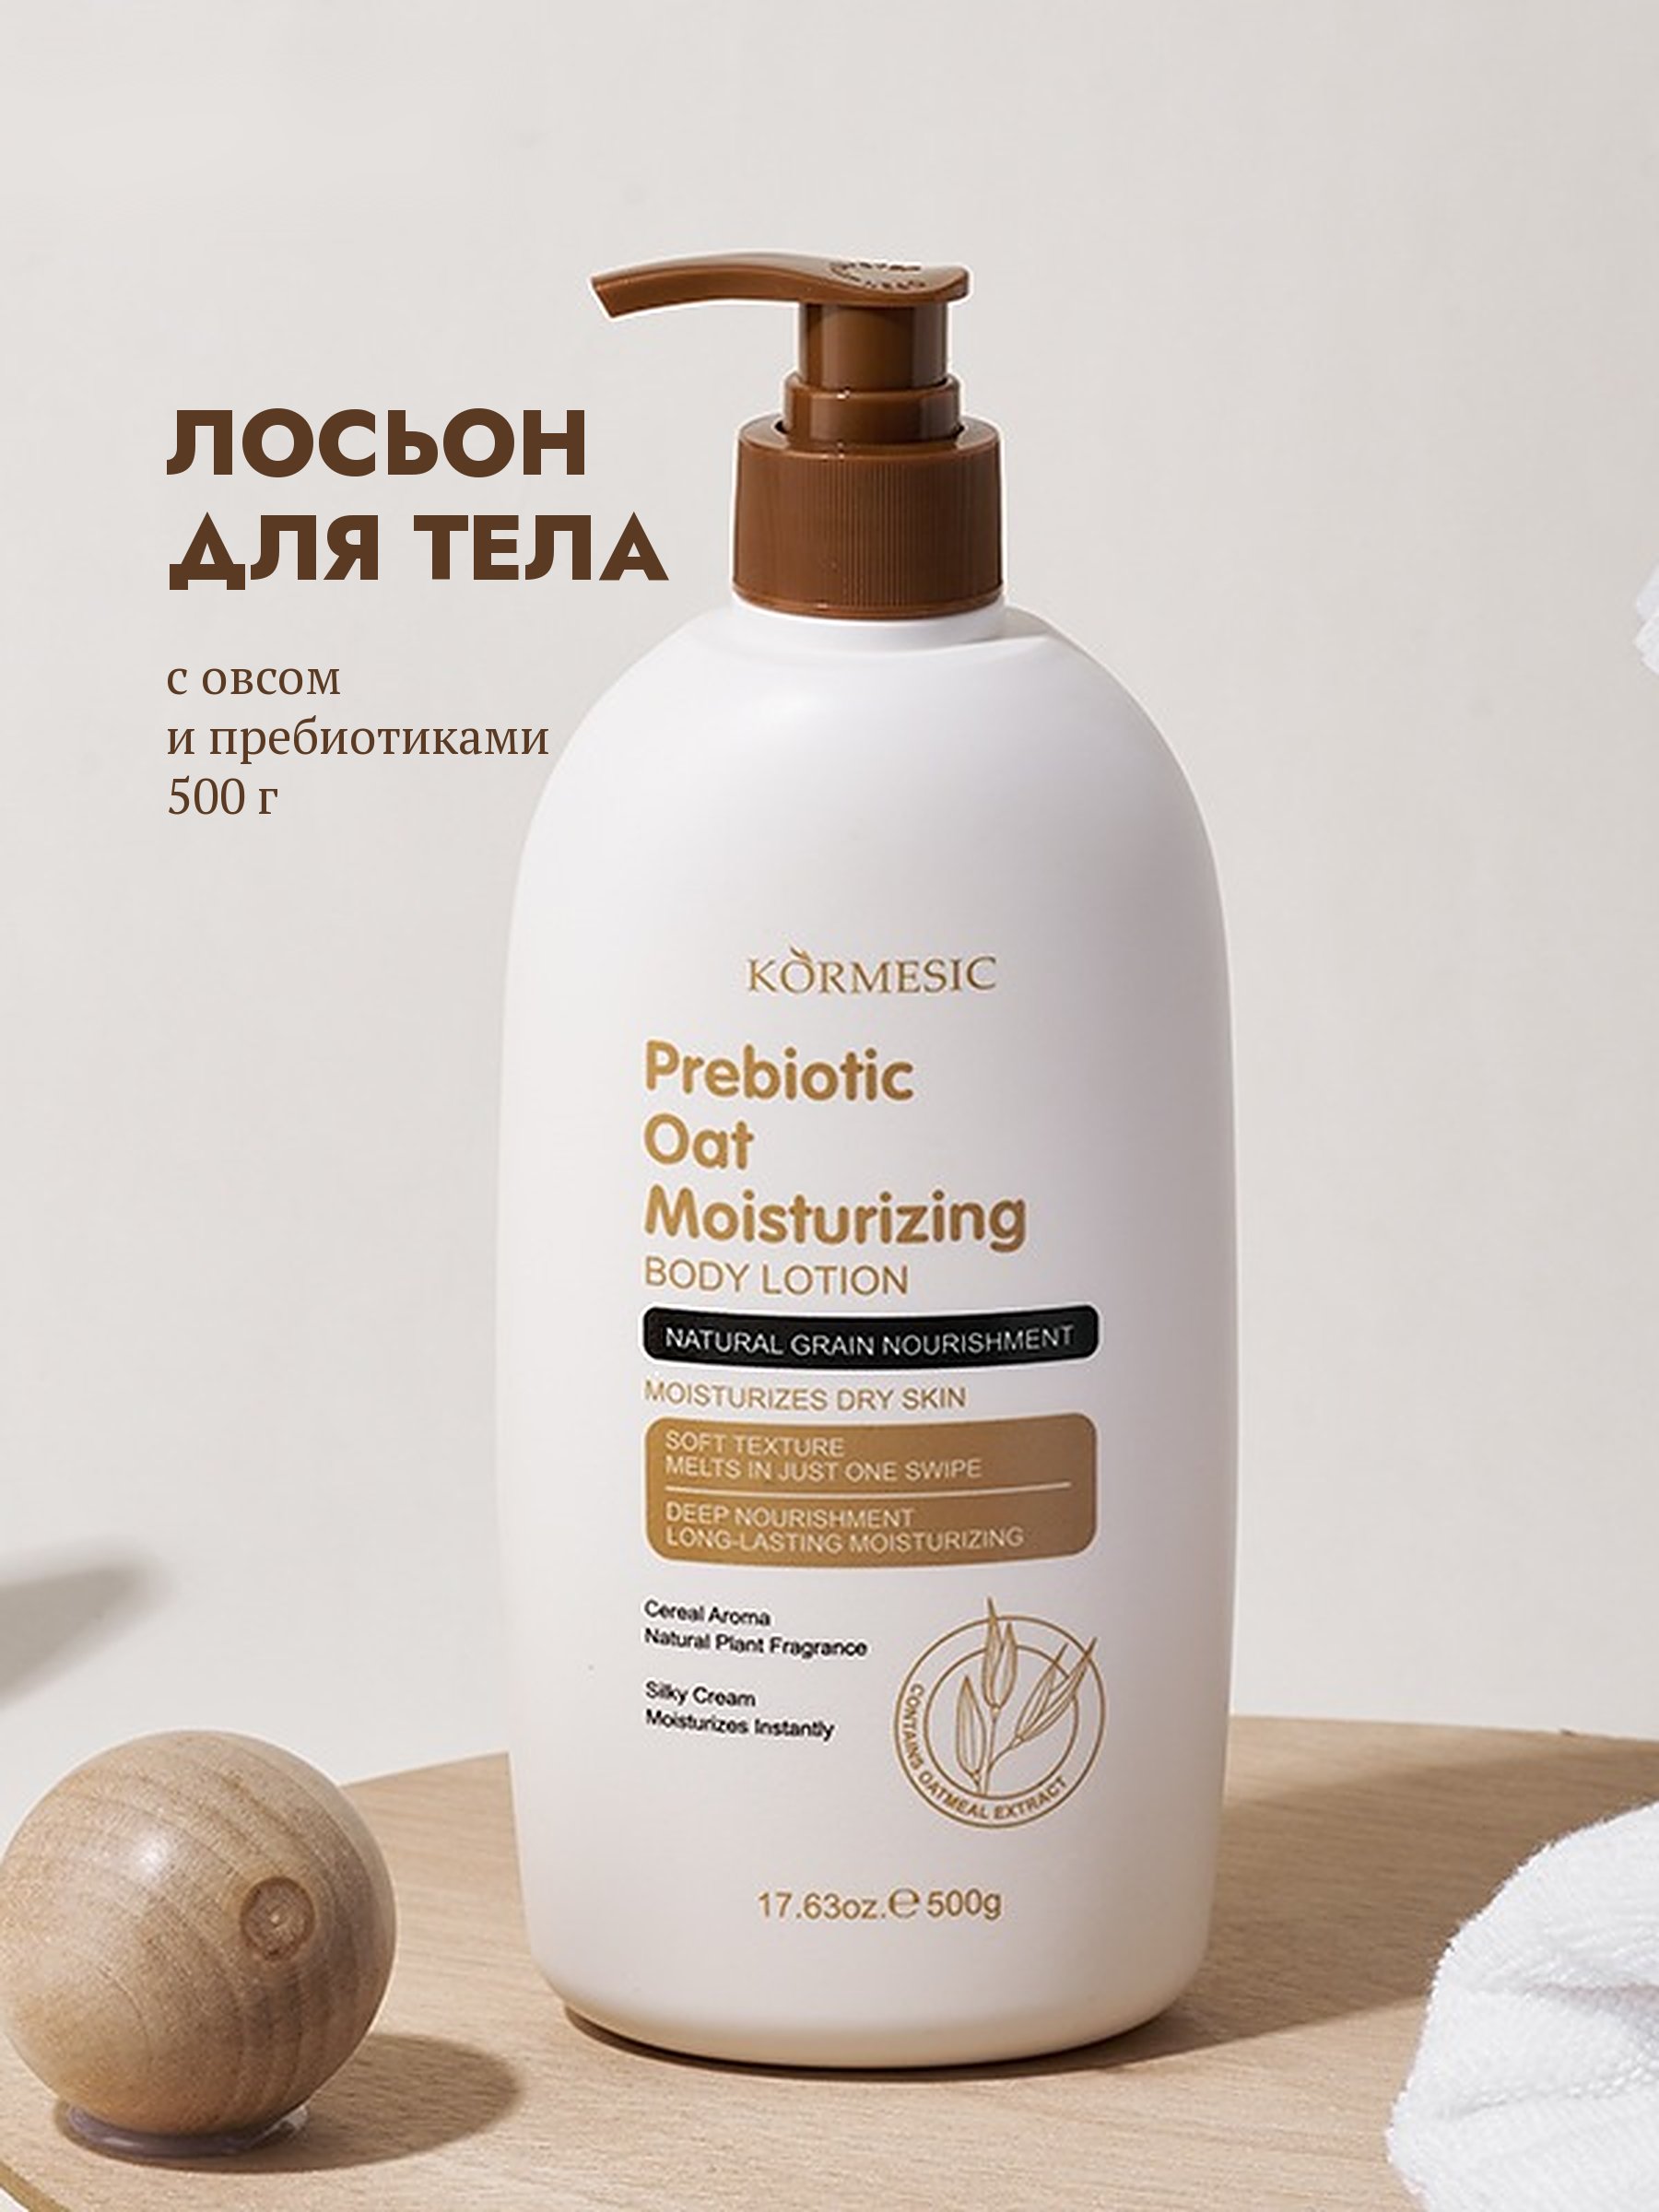 ЛОСЬОН
ДЛЯ ТЕЛА
с овсом
и пребиотиками
500 г
KORMESIC
Prebiotic
Oat
Moisturizing
BODY LOTION
NATURAL GRAIN NOURISHMENT
MOISTURIZES DRY SKIN
SOFT TEXTURE
MELTS IN JUST ONE SWIPE
DEEP NOURISHMENT
LONG-LASTING MOISTURIZING
Cereal Aroma
Natural Plant Fragrance
Silky Cream
Moisturizes Instantly
CONTAINS OATMEAL EXTRACT
17.63oz.℮500g